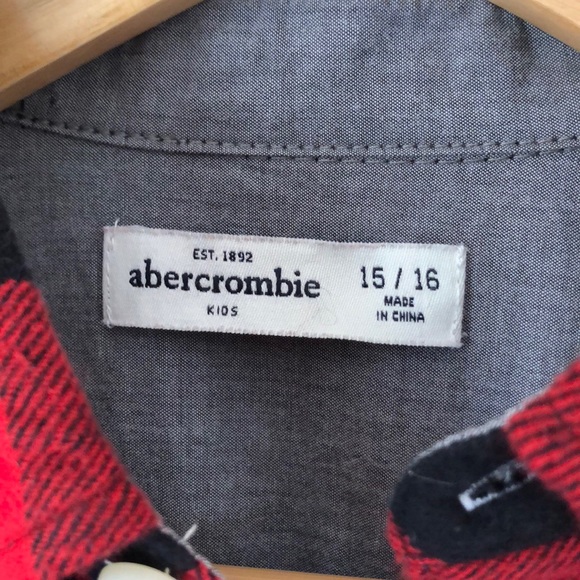 EST. 1892
abercrombie
KIDS
15 / 16
MADE
IN CHINA